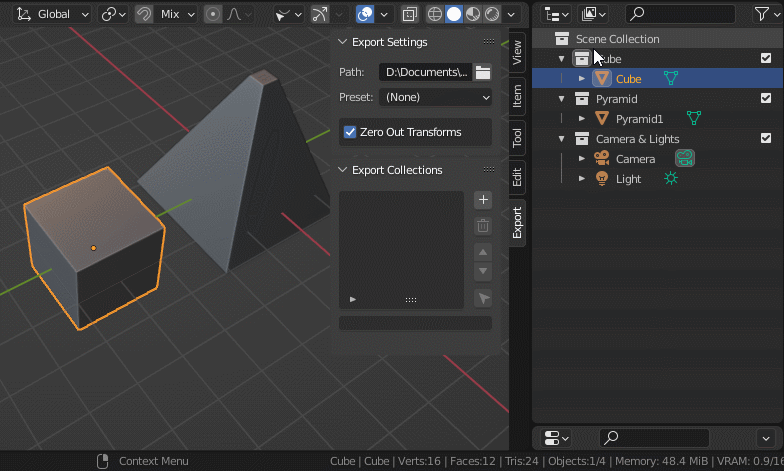 Global
Mix
Export Settings
Path: D:\Documents\...
Preset: (None)
Zero Out Transforms
Export Collections
View
Item
Tool
Edit
Export
Scene Collection
Cube
Pyramid
Pyramid1
Camera & Lights
Camera
Light
Context Menu
Cube | Cube | Verts:16 | Faces:12 | Tris:24 | Objects:1/4 | Memory: 48.4 MiB | VRAM: 0.9/